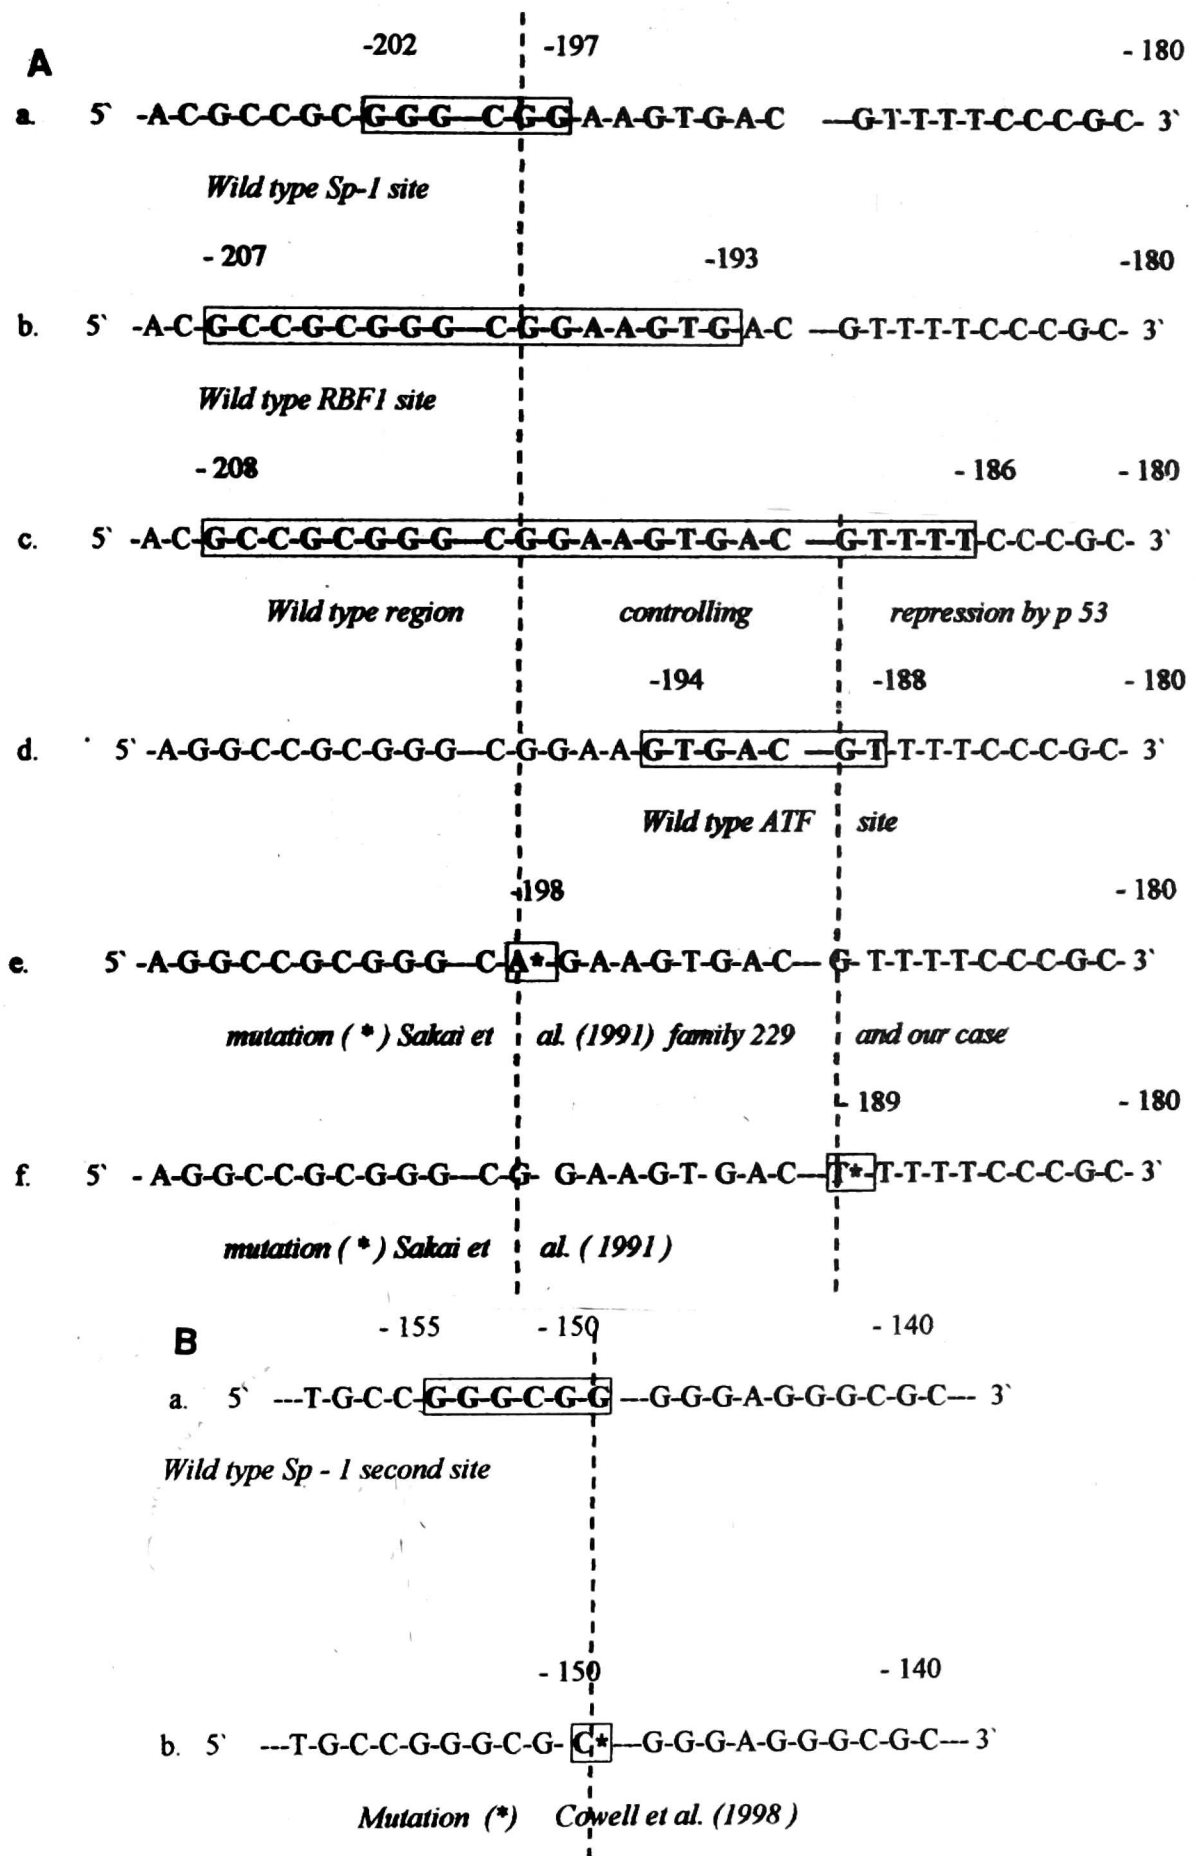 A
-202 -197 - 180
a. 5` -A-C-G-C-C-G-C-G-G-G--C-G-G-A-A-G-T-G-A-C --G-T-T-T-T-C-C-C-G-C- 3`
Wild type Sp-1 site
- 207 -193 -180
b. 5` -A-C-G-C-C-G-C-G-G-G--C-G-G-A-A-G-T-G-A-C --G-T-T-T-T-C-C-C-G-C- 3`
Wild type RBF1 site
- 208 - 186 - 180
c. 5` -A-C-G-C-C-G-C-G-G-G--C-G-G-A-A-G-T-G-A-C --G-T-T-T-T-C-C-C-G-C- 3`
Wild type region controlling repression by p 53
-194 -188 - 180
d. 5` -A-G-G-C-C-G-C-G-G-G--C-G-G-A-A-G-T-G-A-C --G-T-T-T-T-C-C-C-G-C- 3`
Wild type ATF site
-198 - 180
e. 5` -A-G-G-C-C-G-C-G-G-G--C-A*-G-A-A-G-T-G-A-C-- G- T-T-T-T-C-C-C-G-C- 3`
mutation ( * ) Sakai et al. (1991) family 229 and our case
- 189 - 180
f. 5` - A-G-G-C-C-G-C-G-G-G--C-G- G-A-A-G-T- G-A-C--T*-T-T-T-T-C-C-C-G-C- 3`
mutation ( * ) Sakai et al. ( 1991 )
B
- 155 - 150 - 140
a. 5` ---T-G-C-C-G-G-G-C-G-G --G-G-G-A-G-G-G-C-G-C--- 3`
Wild type Sp - 1 second site
- 150 - 140
b. 5` ---T-G-C-C-G-G-G-C-G- C*--G-G-G-A-G-G-G-C-G-C--- 3`
Mutation (*) Cowell et al. (1998 )